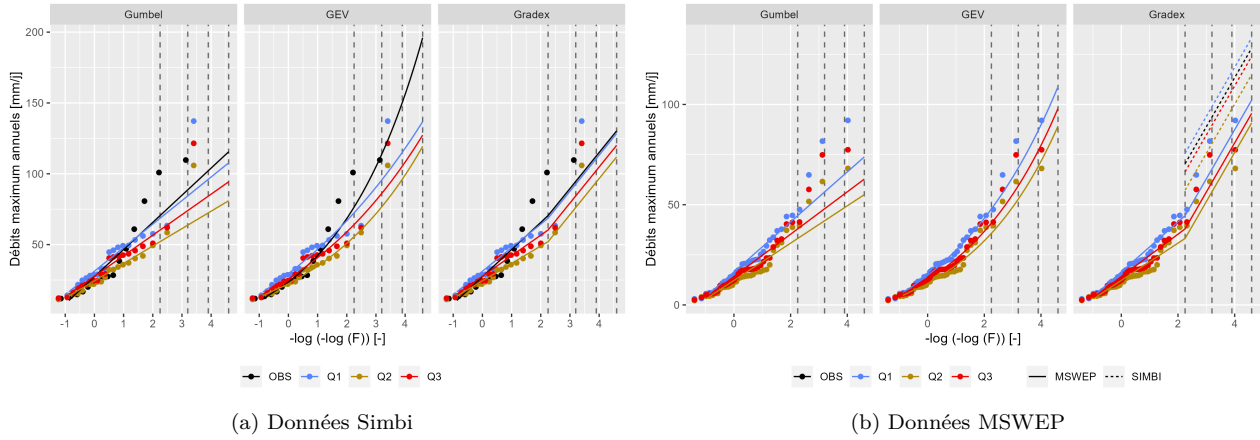 Gumbel GEV Gradex
Débits maximum annuels [mm/j]
200
150
100
50
-1 0 1 2 3 4 -1 0 1 2 3 4 -1 0 1 2 3 4
-log (-log (F)) [-]
OBS Q1 Q2 Q3
(a) Données Simbi
Gumbel GEV Gradex
Débits maximum annuels [mm/j]
100
50
0
0 2 4 0 2 4 0 2 4
-log (-log (F)) [-]
OBS Q1 Q2 Q3 MSWEP SIMBI
(b) Données MSWEP